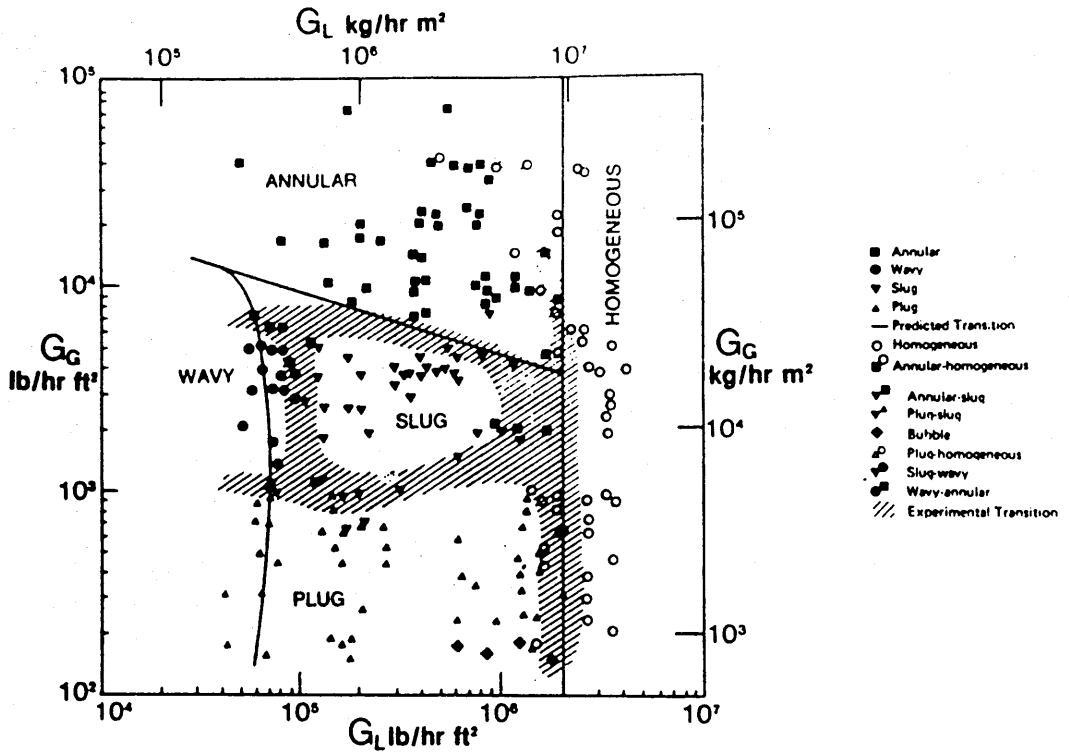 G_L kg/hr m²
10⁵ 10⁶ 10⁷
10⁵
10⁴
10³
10²
G_G
lb/hr ft²
ANNULAR
WAVY
SLUG
PLUG
HOMOGENEOUS
10⁵
G_G
kg/hr m²
10⁴
10³
10⁴ 10⁵ 10⁶ 10⁷
G_L lb/hr ft²
Annular
Wavy
Slug
Plug
Predicted Transition
Homogeneous
Annular-homogeneous
Annular-slug
Plug-slug
Bubble
Plug-homogeneous
Slug-wavy
Wavy-annular
Experimental Transition